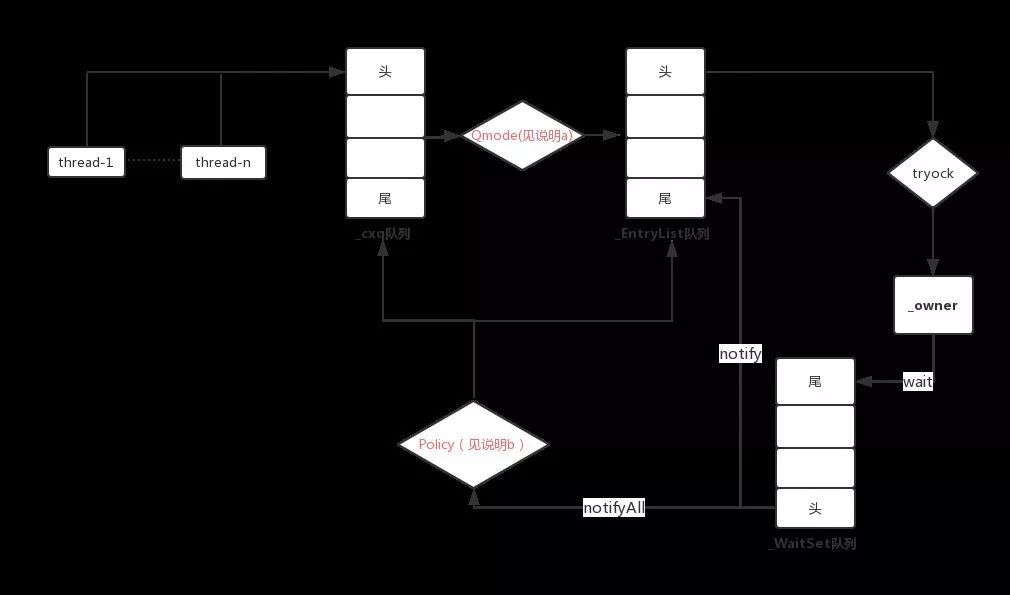 头
头
Qmode(见说明a)
thread-1
thread-n
tryock
尾
尾
_cxq队列
_EntryList队列
_owner
notify
尾
wait
Policy（见说明b）
notifyAll
头
_WaitSet队列